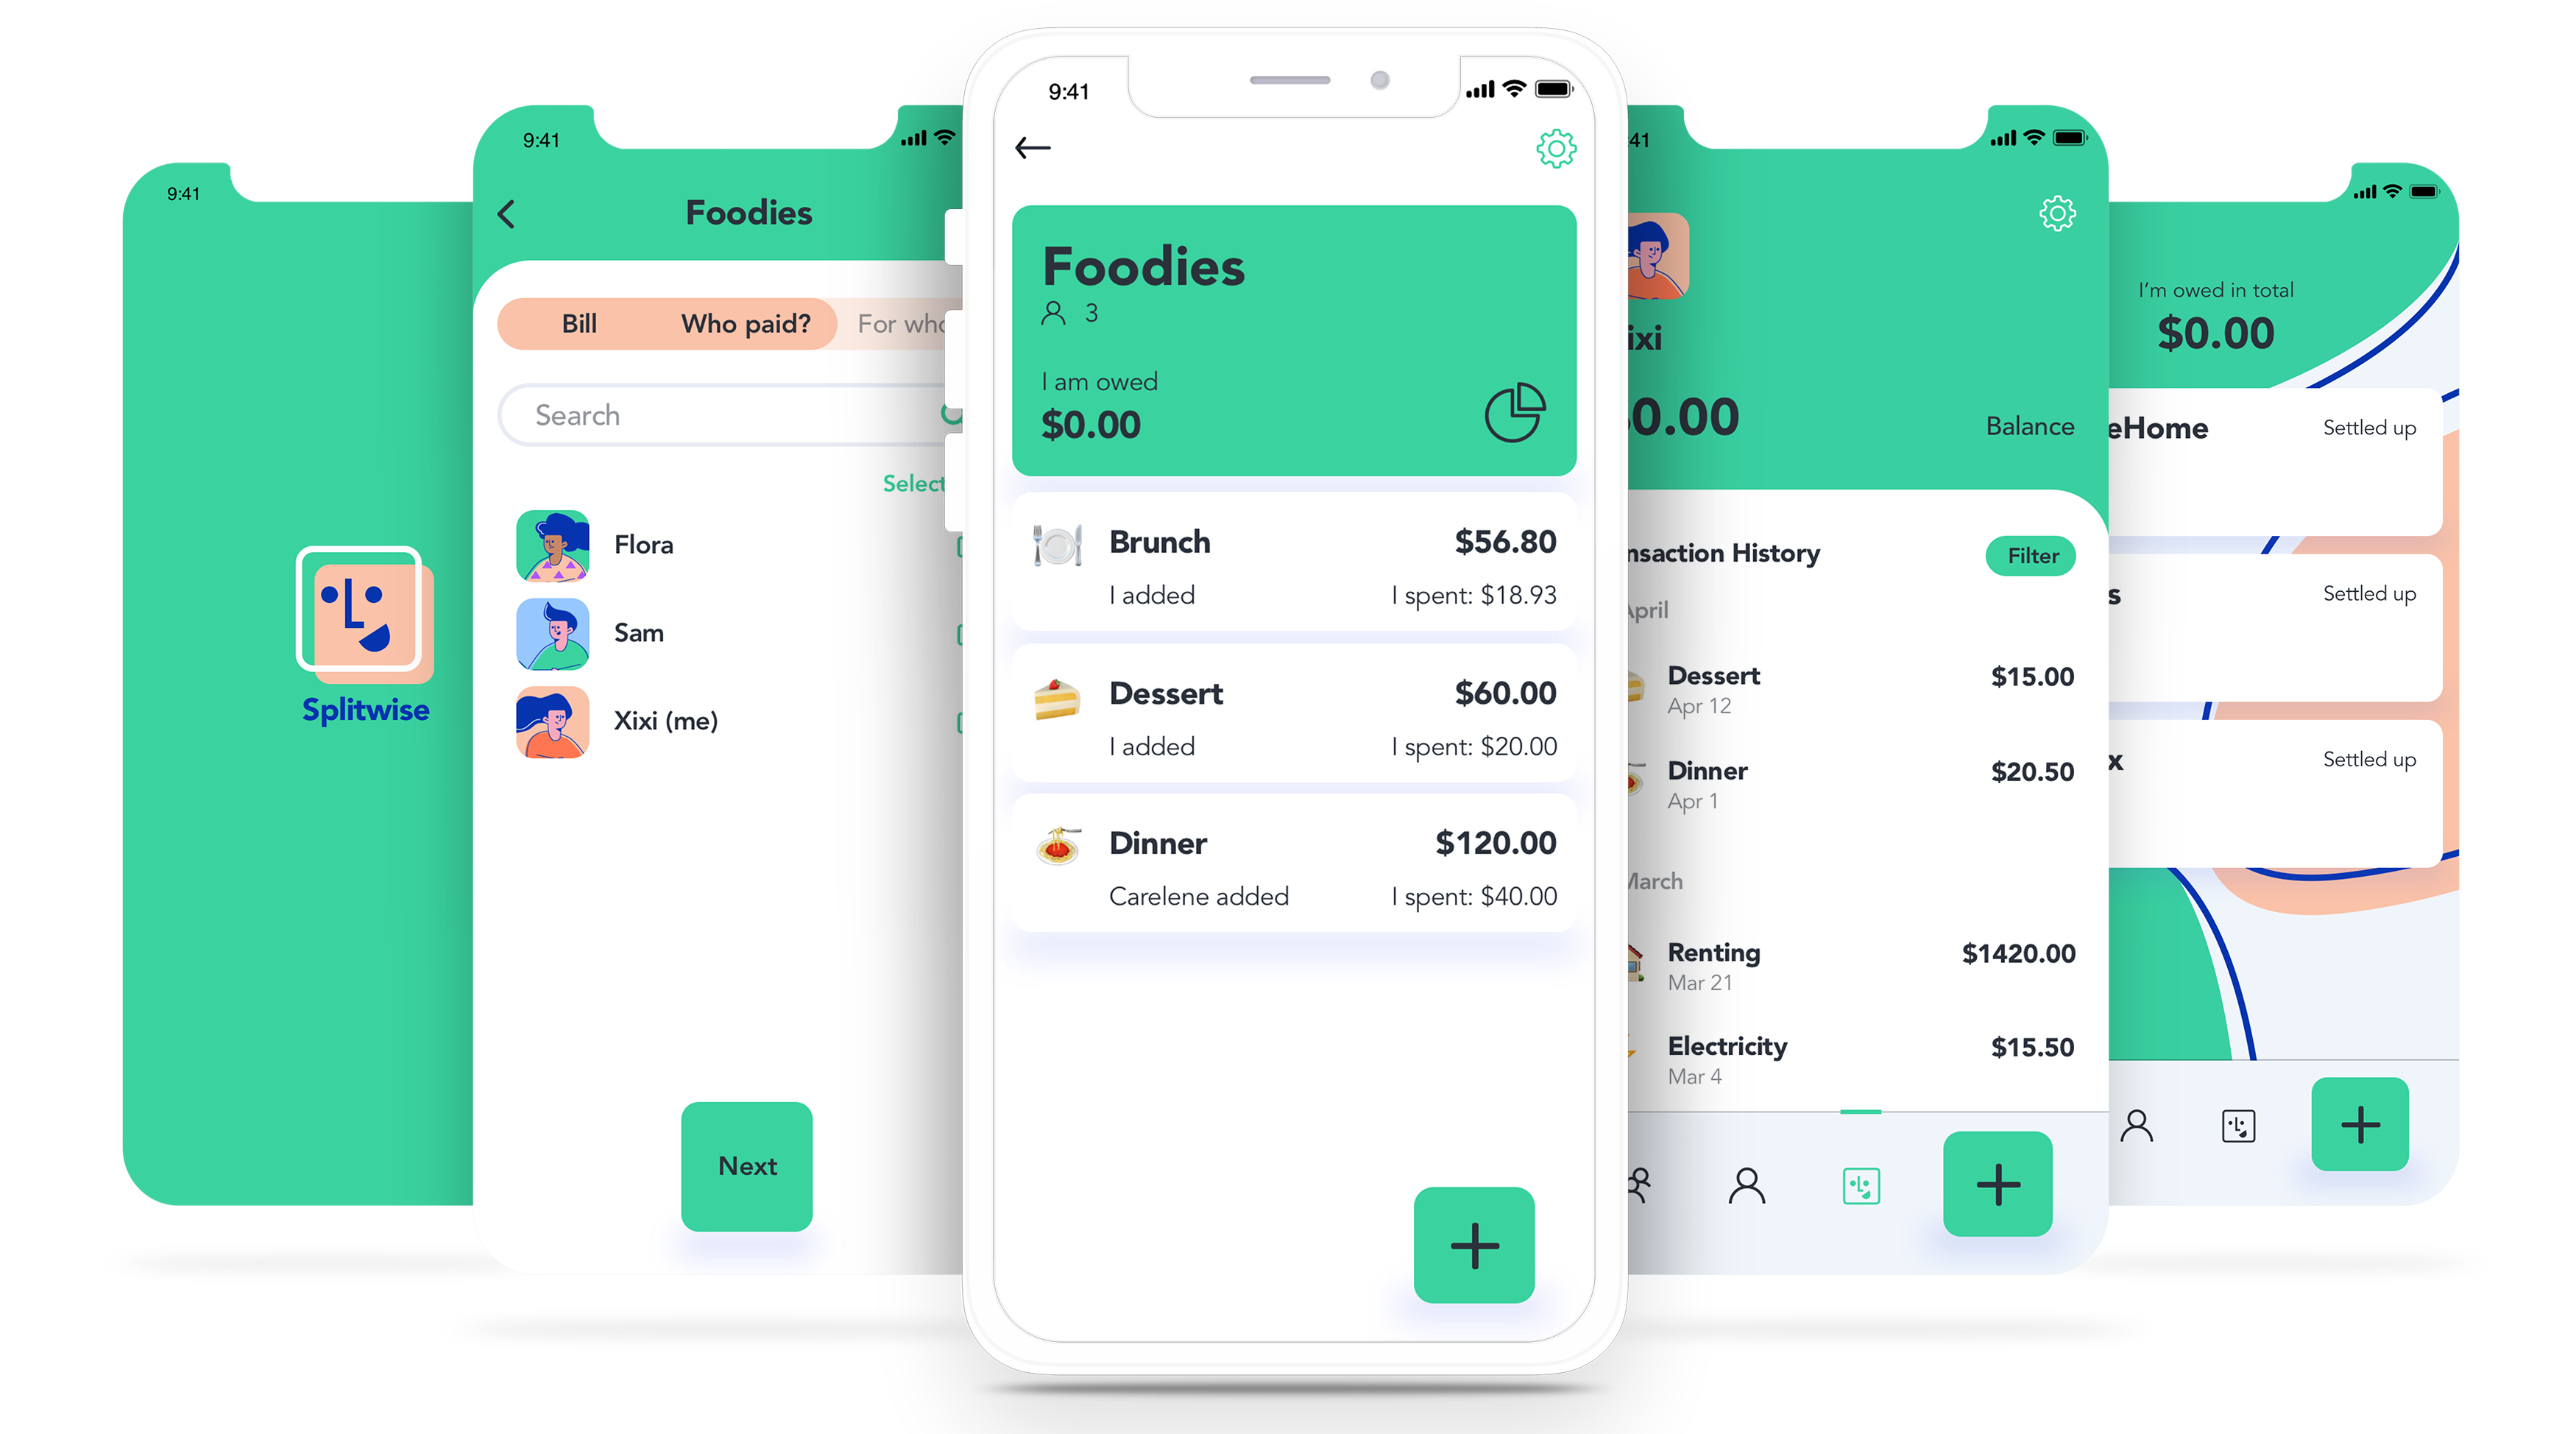 9:41
Splitwise
9:41
Foodies
Bill Who paid?
Search
Select
Flora
Sam
Xixi (me)
Next
9:41
Foodies
3
I am owed
$0.00
Brunch $56.80
I added I spent: $18.93
Dessert $60.00
I added I spent: $20.00
Dinner $120.00
Carelene added I spent: $40.00
41
ixi
0.00 Balance
nsaction History Filter
April
Dessert $15.00
Apr 12
Dinner $20.50
Apr 1
March
Renting $1420.00
Mar 21
Electricity $15.50
Mar 4
I'm owed in total
$0.00
eHome Settled up
s Settled up
x Settled up